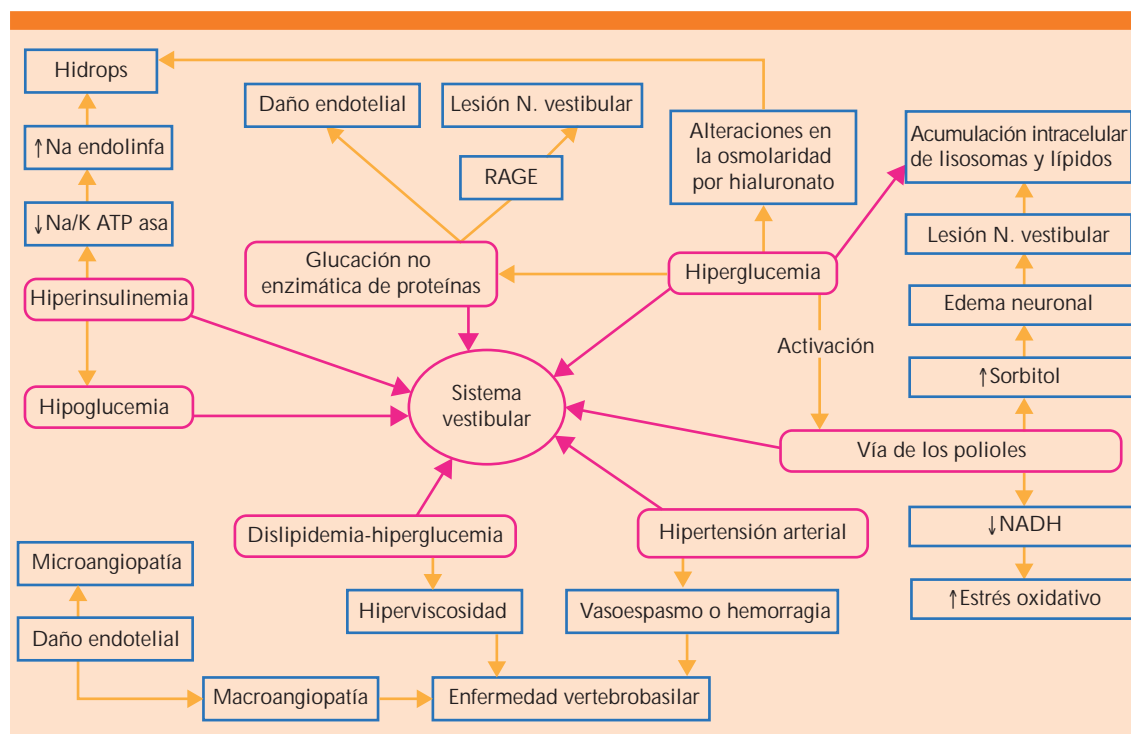 Hidrops
↑Na endolinfa
↓Na/K ATP asa
Hiperinsulinemia
Hipoglucemia
Daño endotelial
Lesión N. vestibular
RAGE
Glucación no
enzimática de proteínas
Alteraciones en
la osmolaridad
por hialuronato
Hiperglucemia
Activación
Acumulación intracelular
de lisosomas y lípidos
Lesión N. vestibular
Edema neuronal
↑Sorbitol
Vía de los polioles
↓NADH
↑Estrés oxidativo
Sistema
vestibular
Dislipidemia-hiperglucemia
Hipertensión arterial
Hiperviscosidad
Vasoespasmo o hemorragia
Microangiopatía
Daño endotelial
Macroangiopatía
Enfermedad vertebrobasilar